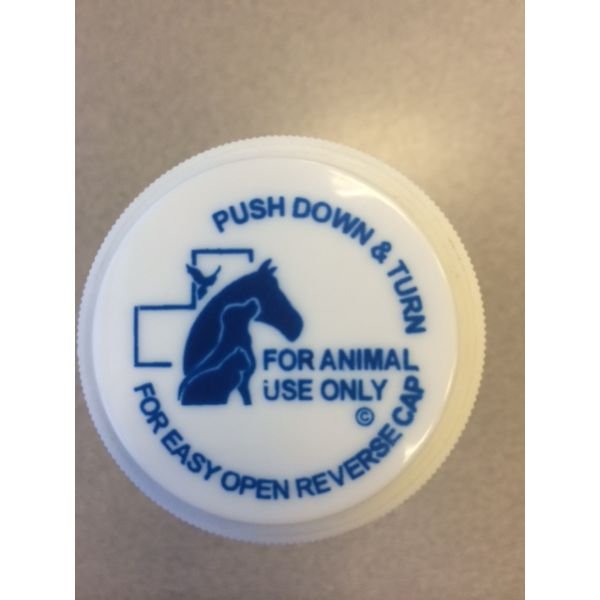 PUSH DOWN & TURN
FOR ANIMAL
USE ONLY
©
FOR EASY OPEN REVERSE CAP